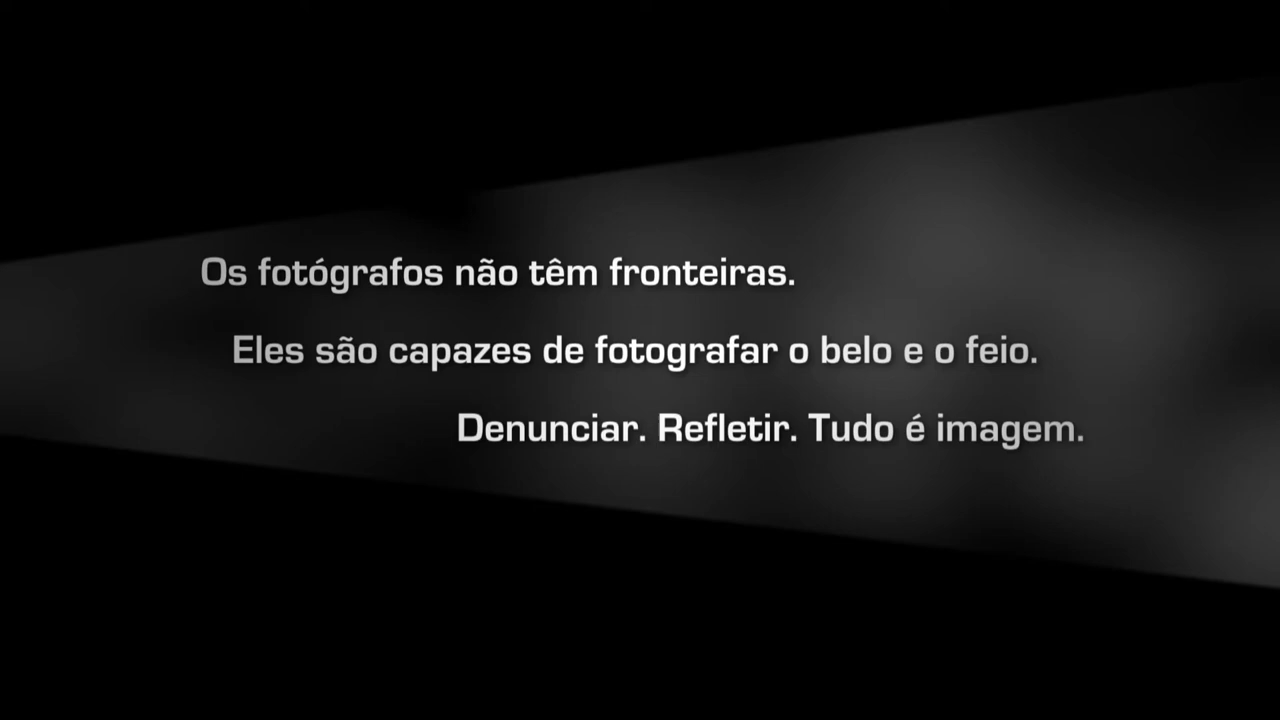 Os fotógrafos não têm fronteiras.
Eles são capazes de fotografar o belo e o feio.
Denunciar. Refletir. Tudo é imagem.